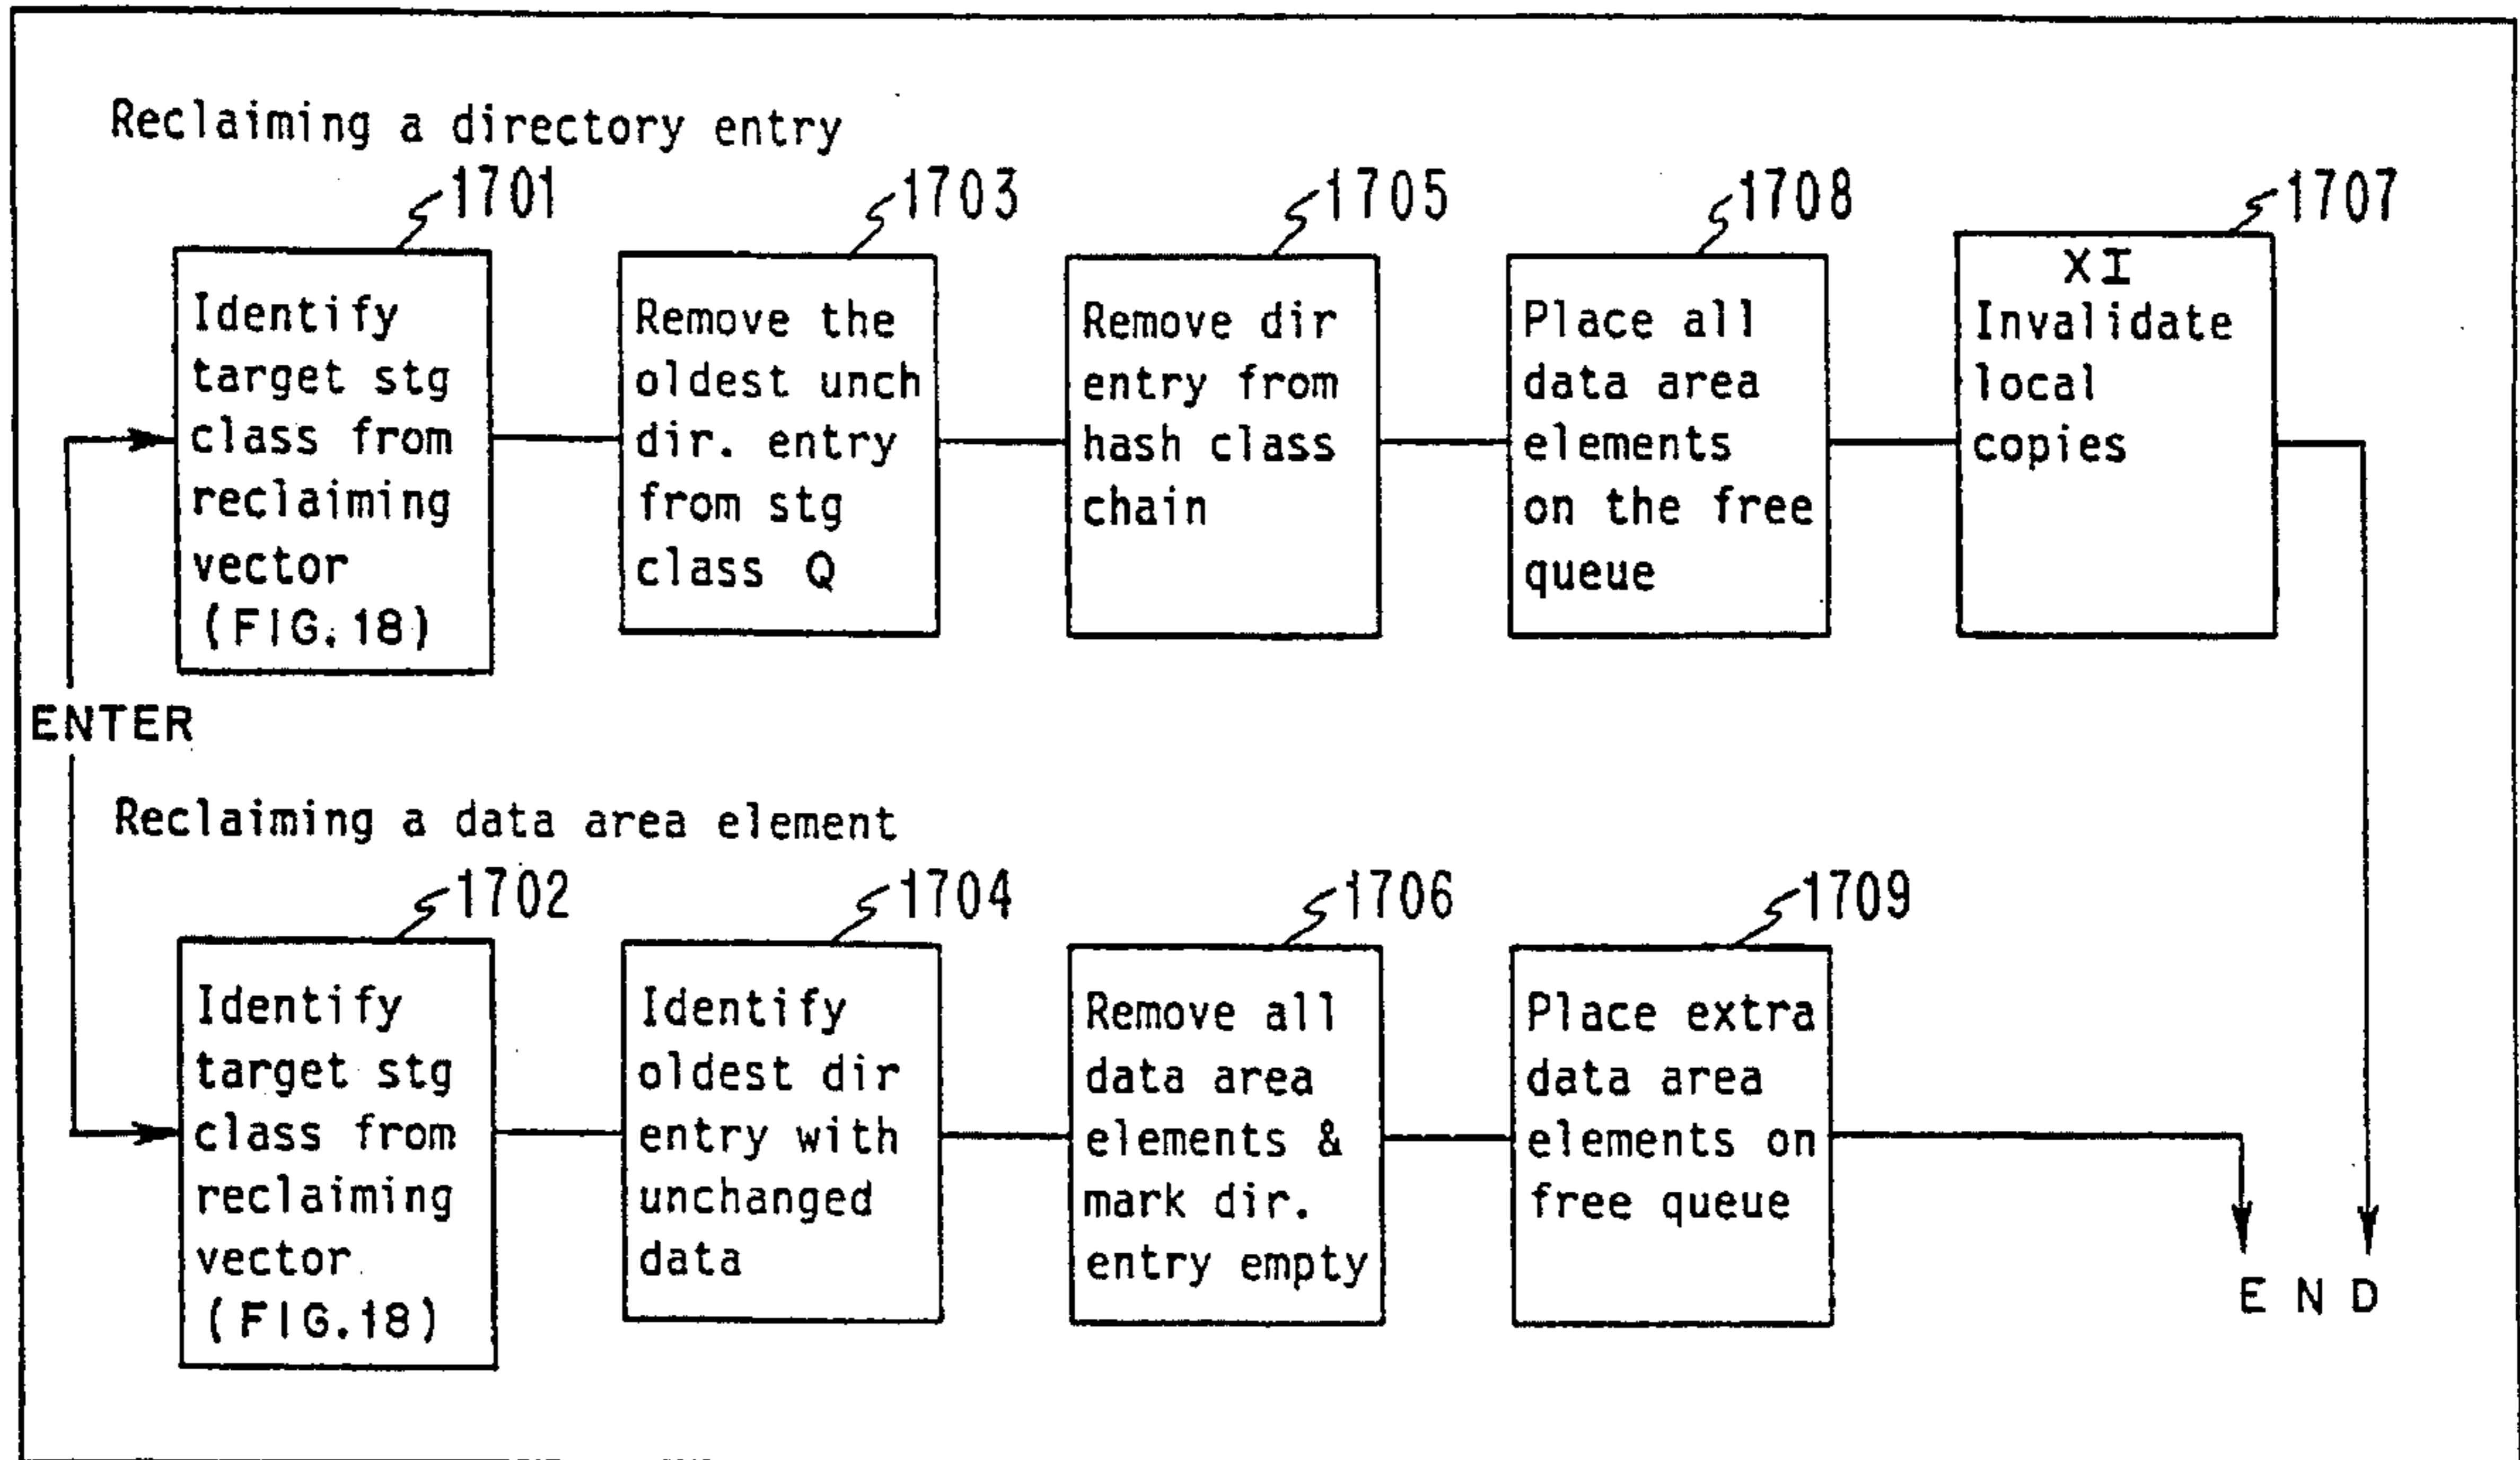 Reclaiming a directory entry
1701
1703
1705
1708
1707
Identify
target stg
class from
reclaiming
vector
(FIG.18)
Remove the
oldest unch
dir. entry
from stg
class Q
Remove dir
entry from
hash class
chain
Place all
data area
elements
on the free
queue
XI
Invalidate
local
copies
ENTER
Reclaiming a data area element
1702
1704
1706
1709
Identify
target stg
class from
reclaiming
vector
(FIG.18)
Identify
oldest dir
entry with
unchanged
data
Remove all
data area
elements &
mark dir.
entry empty
Place extra
data area
elements on
free queue
END